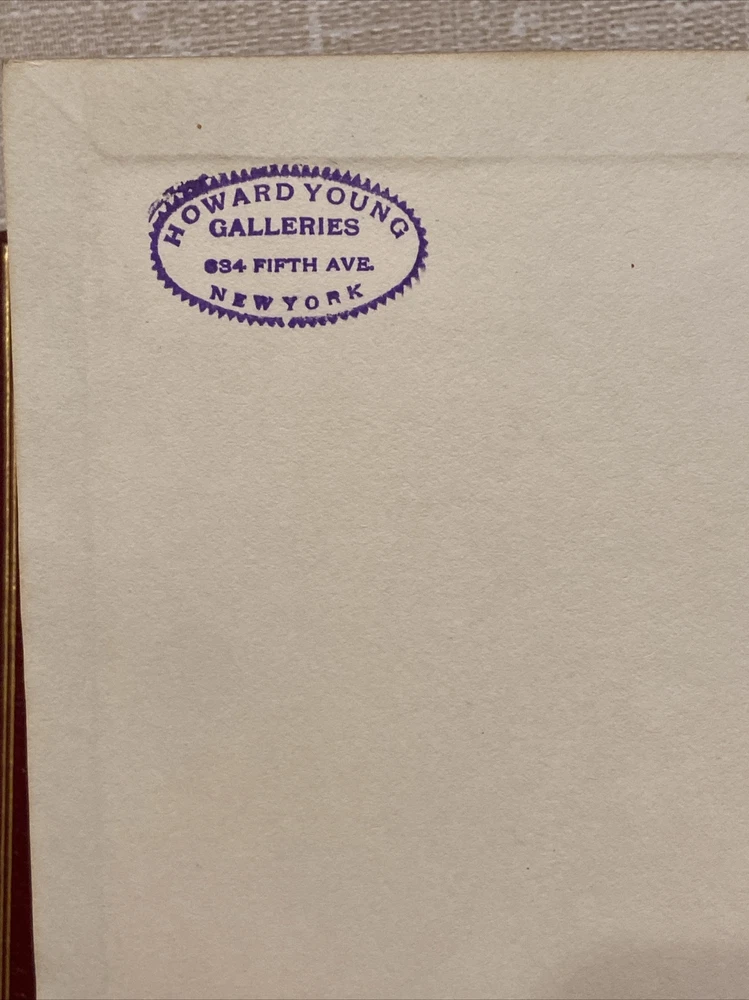 HOWARD YOUNG
GALLERIES
634 FIFTH AVE.
NEW YORK